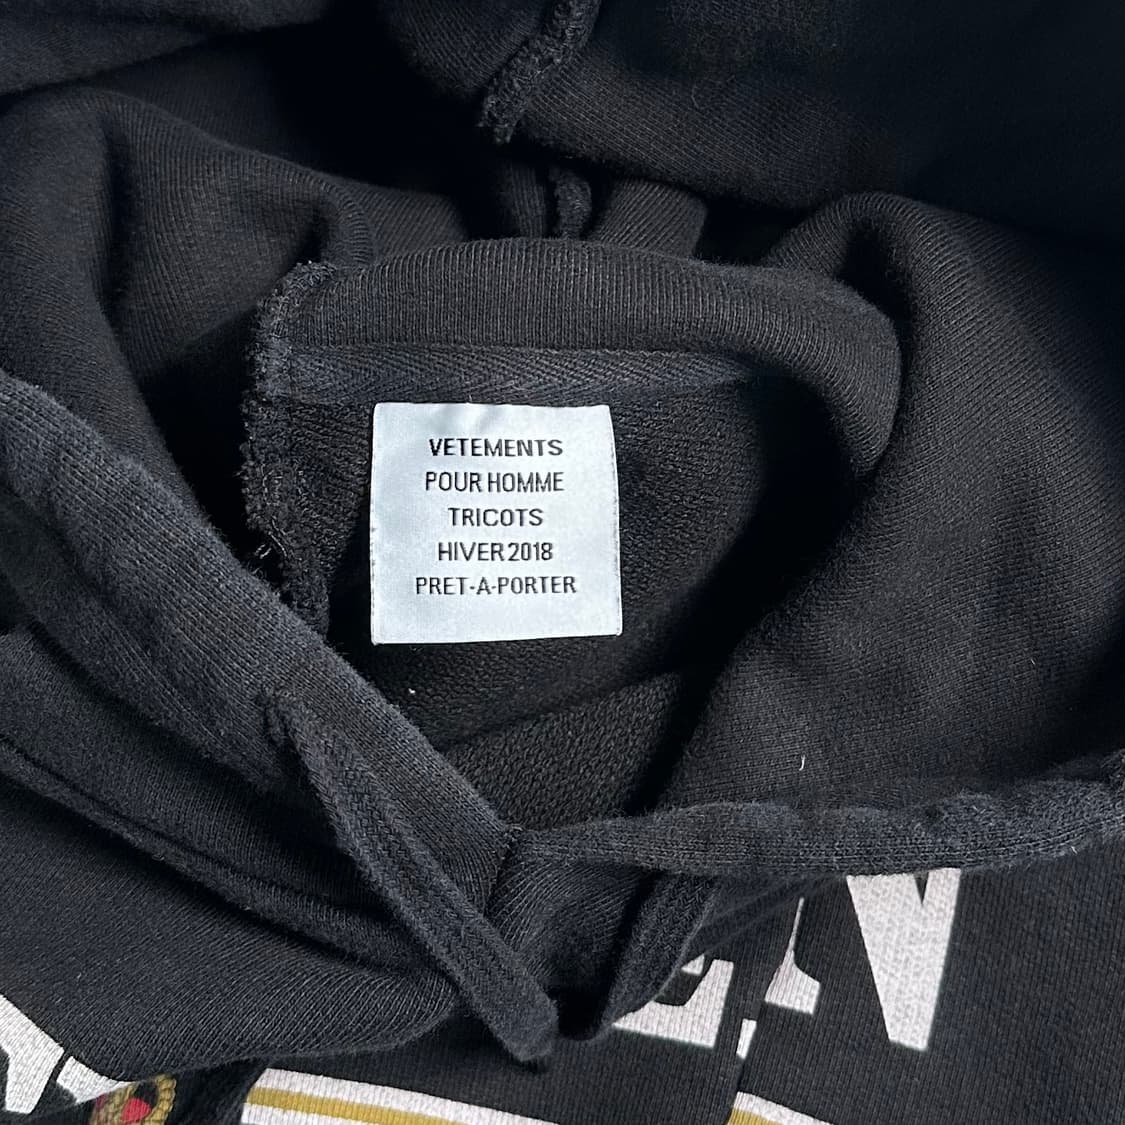 VETEMENTS
POUR HOMME
TRICOTS
HIVER 2018
PRET-A-PORTER